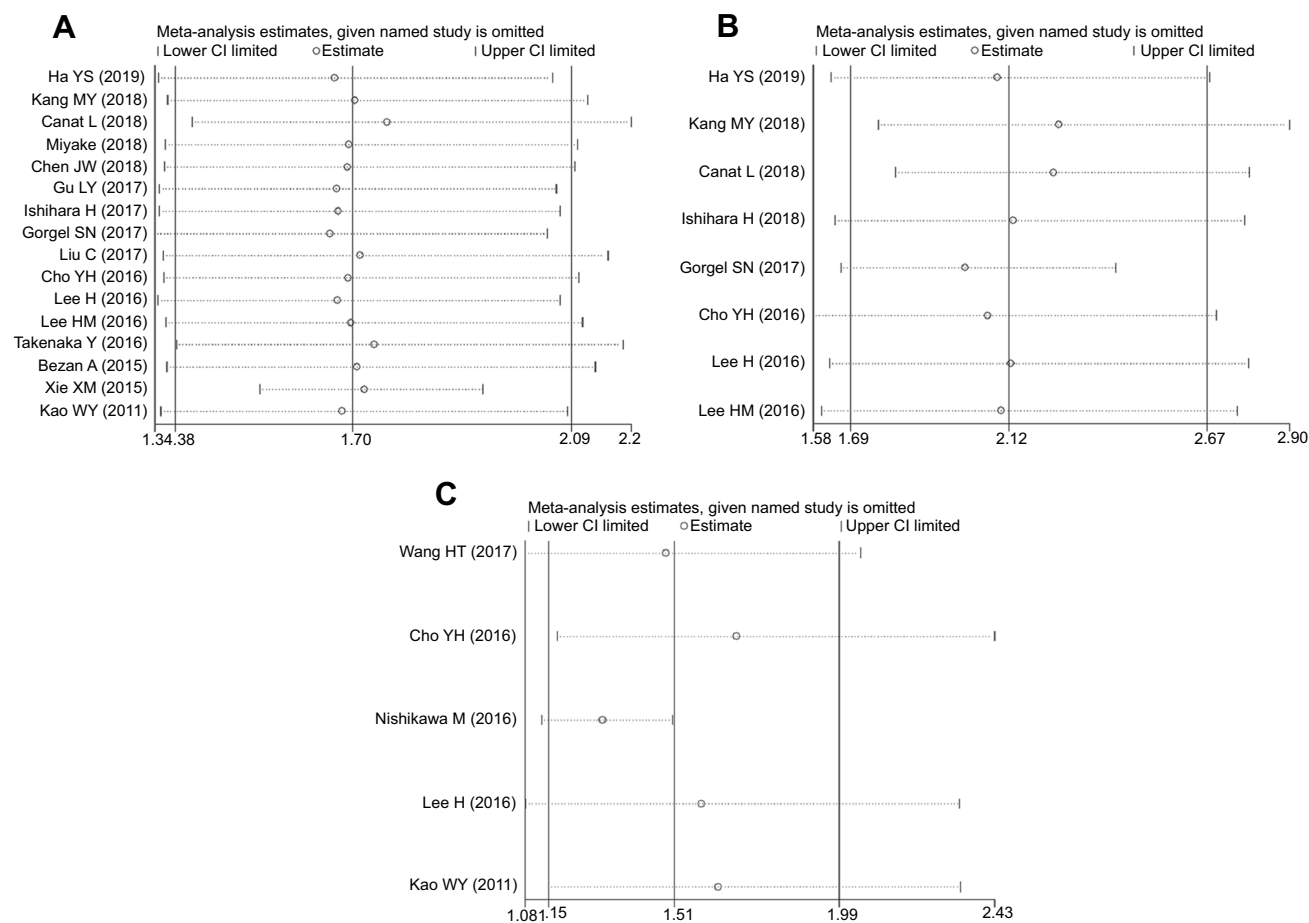 A
Meta-analysis estimates, given named study is omitted
Lower CI limited Estimate Upper CI limited
Ha YS (2019)
Kang MY (2018)
Canat L (2018)
Miyake (2018)
Chen JW (2018)
Gu LY (2017)
Ishihara H (2017)
Gorgel SN (2017)
Liu C (2017)
Cho YH (2016)
Lee H (2016)
Lee HM (2016)
Takenaka Y (2016)
Bezan A (2015)
Xie XM (2015)
Kao WY (2011)
1.34.38 1.70 2.09 2.2
B
Meta-analysis estimates, given named study is omitted
Lower CI limited Estimate Upper CI limited
Ha YS (2019)
Kang MY (2018)
Canat L (2018)
Ishihara H (2018)
Gorgel SN (2017)
Cho YH (2016)
Lee H (2016)
Lee HM (2016)
1.58 1.69 2.12 2.67 2.90
C
Meta-analysis estimates, given named study is omitted
Lower CI limited Estimate Upper CI limited
Wang HT (2017)
Cho YH (2016)
Nishikawa M (2016)
Lee H (2016)
Kao WY (2011)
1.081.15 1.51 1.99 2.43